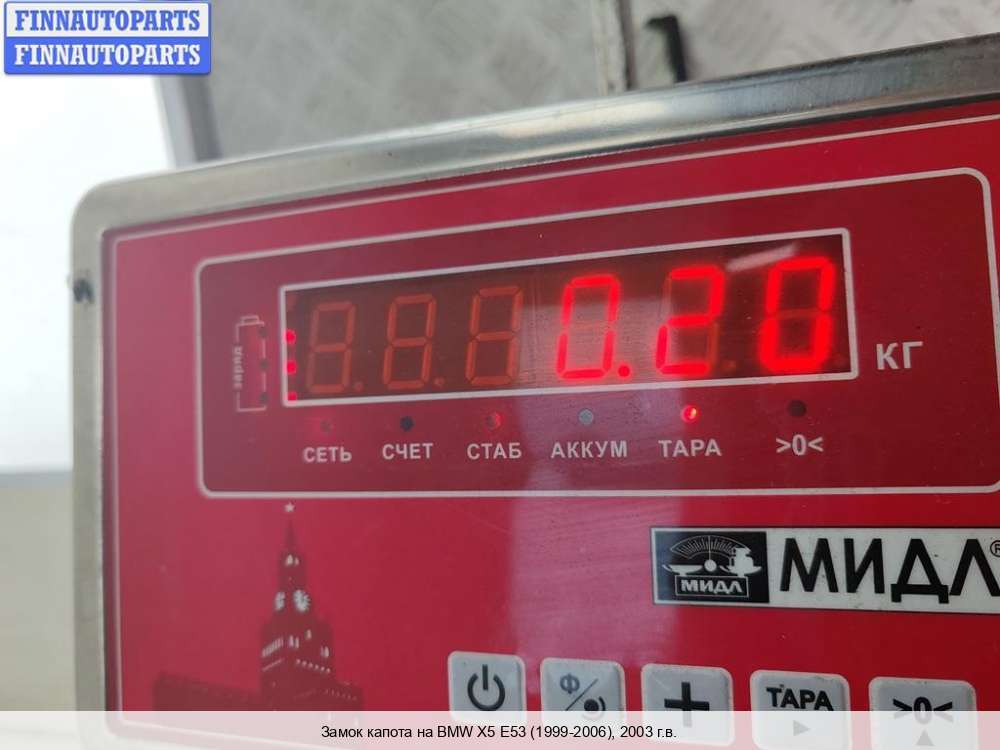 FINNAUTOPARTS
FINNAUTOPARTS
заряд
0.20
КГ
СЕТЬ СЧЕТ СТАБ АККУМ ТАРА >0<
МИДЛ
МИДЛ®
Ф
+
ТАРА
>0<
Замок капота на BMW X5 E53 (1999-2006), 2003 г.в.